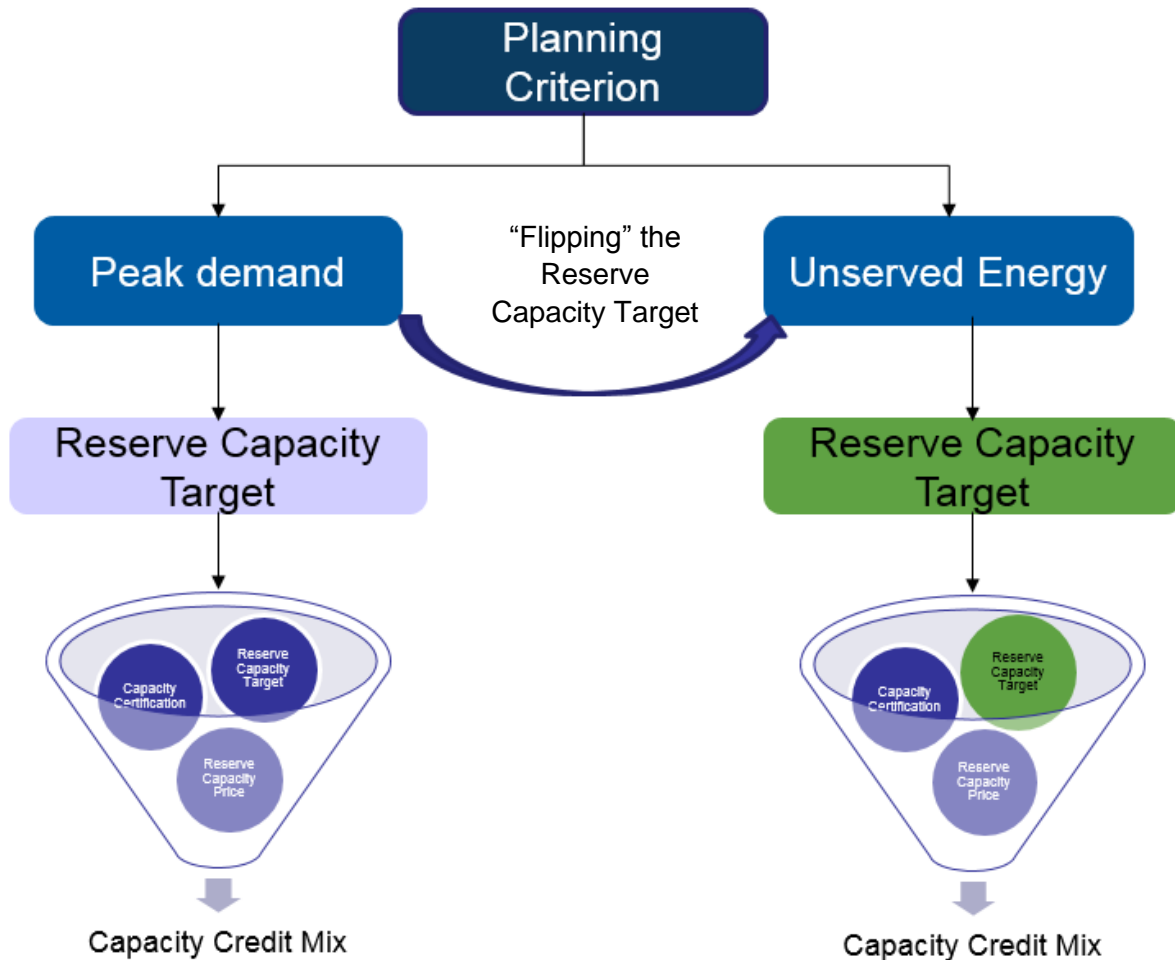 Planning
Criterion
Peak demand
“Flipping” the
Reserve
Capacity Target
Unserved Energy
Reserve Capacity
Target
Reserve Capacity
Target
Capacity
Certification
Reserve
Capacity
Target
Reserve
Capacity
Price
Capacity Credit Mix
Capacity
Certification
Reserve
Capacity
Target
Reserve
Capacity
Price
Capacity Credit Mix